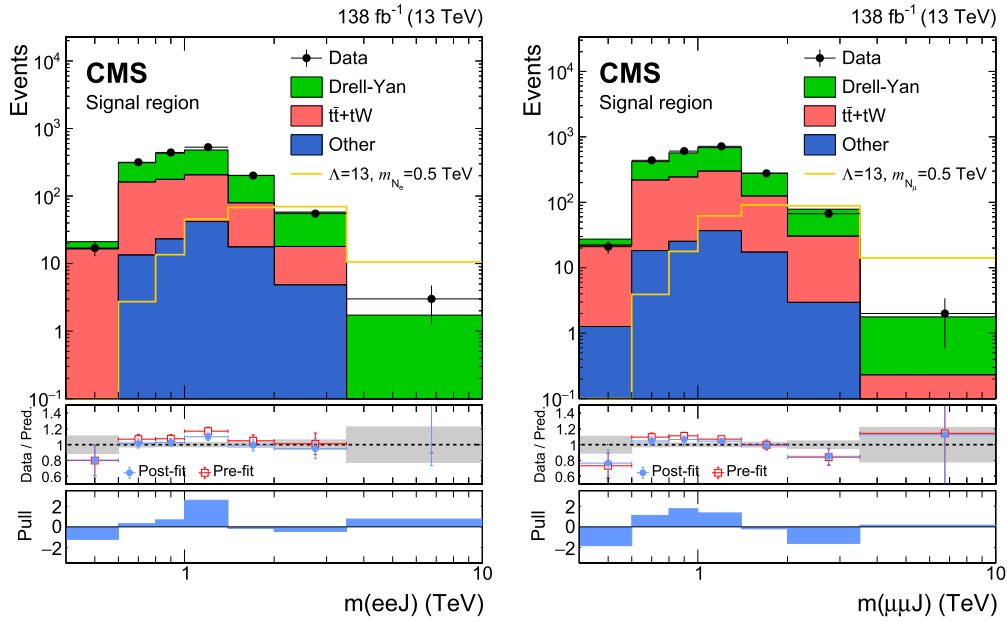 138 fb⁻¹ (13 TeV)
Events
CMS
Signal region
Data
Drell-Yan
tt̄+tW
Other
Λ=13, m_{N_e}=0.5 TeV
10⁴
10³
10²
10
1
10⁻¹
Data / Pred.
1.4
1.2
1
0.8
0.6
Post-fit
Pre-fit
Pull
2
0
−2
1
10
m(eeJ) (TeV)
138 fb⁻¹ (13 TeV)
Events
CMS
Signal region
Data
Drell-Yan
tt̄+tW
Other
Λ=13, m_{N_μ}=0.5 TeV
10⁴
10³
10²
10
1
10⁻¹
Data / Pred.
1.4
1.2
1
0.8
0.6
Post-fit
Pre-fit
Pull
2
0
−2
1
10
m(μμJ) (TeV)